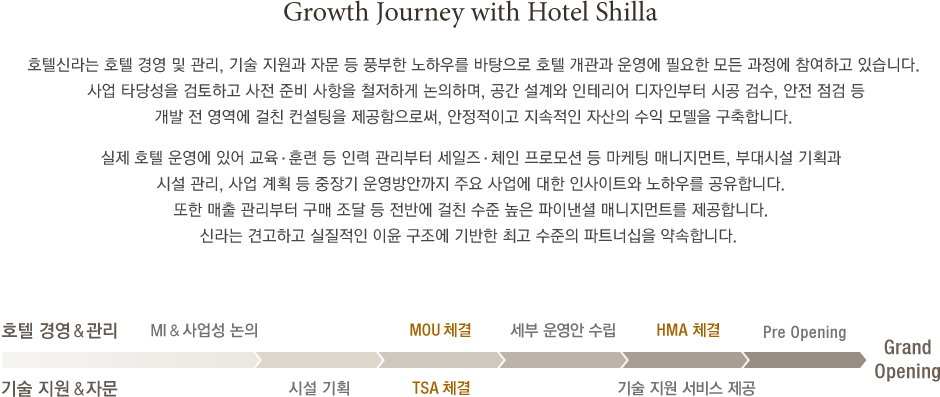 Growth Journey with Hotel Shilla
호텔신라는 호텔 경영 및 관리, 기술 지원과 자문 등 풍부한 노하우를 바탕으로 호텔 개관과 운영에 필요한 모든 과정에 참여하고 있습니다.
사업 타당성을 검토하고 사전 준비 사항을 철저하게 논의하며, 공간 설계와 인테리어 디자인부터 시공 검수, 안전 점검 등
개발 전 영역에 걸친 컨설팅을 제공함으로써, 안정적이고 지속적인 자산의 수익 모델을 구축합니다.
실제 호텔 운영에 있어 교육·훈련 등 인력 관리부터 세일즈·체인 프로모션 등 마케팅 매니지먼트, 부대시설 기획과
시설 관리, 사업 계획 등 중장기 운영방안까지 주요 사업에 대한 인사이트와 노하우를 공유합니다.
또한 매출 관리부터 구매 조달 등 전반에 걸친 수준 높은 파이낸셜 매니지먼트를 제공합니다.
신라는 견고하고 실질적인 이윤 구조에 기반한 최고 수준의 파트너십을 약속합니다.
호텔 경영 & 관리 MI & 사업성 논의 MOU 체결 세부 운영안 수립 HMA 체결 Pre Opening
Grand
Opening
기술 지원 & 자문 시설 기획 TSA 체결 기술 지원 서비스 제공